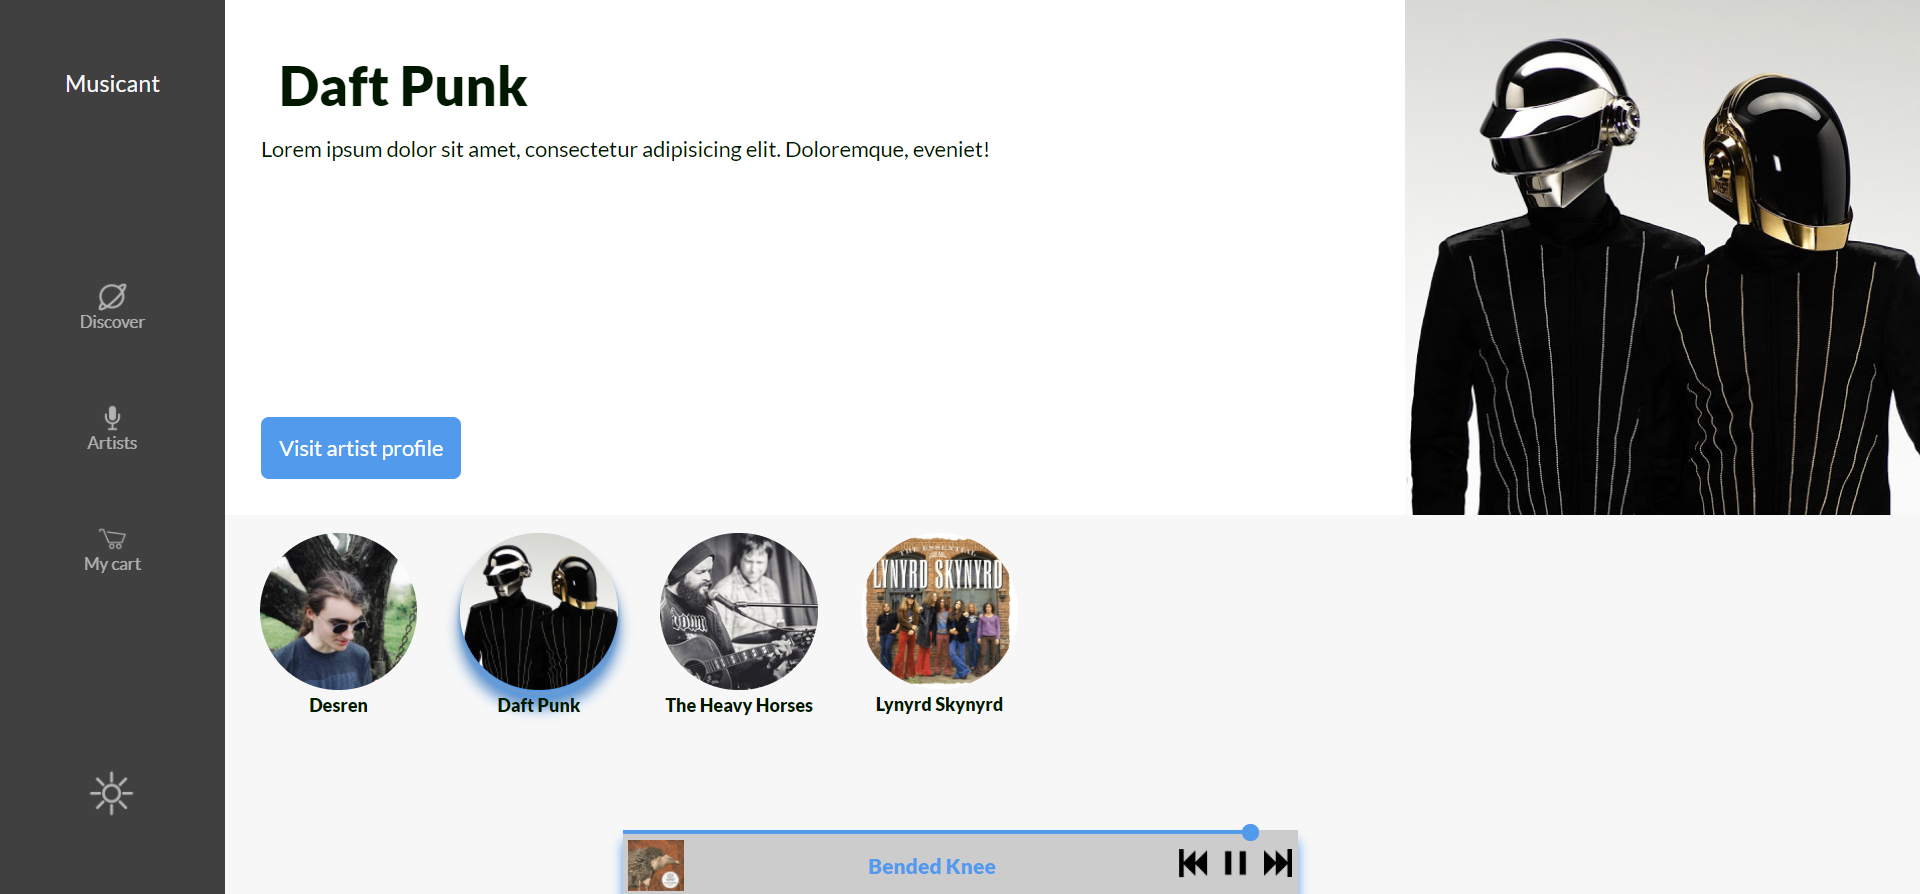 Musicant
Daft Punk
Lorem ipsum dolor sit amet, consectetur adipisicing elit. Doloremque, eveniet!
Discover
Artists
My cart
Visit artist profile
THE ESSENTIAL
LYNYRD SKYNYRD
Desren
Daft Punk
The Heavy Horses
Lynyrd Skynyrd
Bended Knee